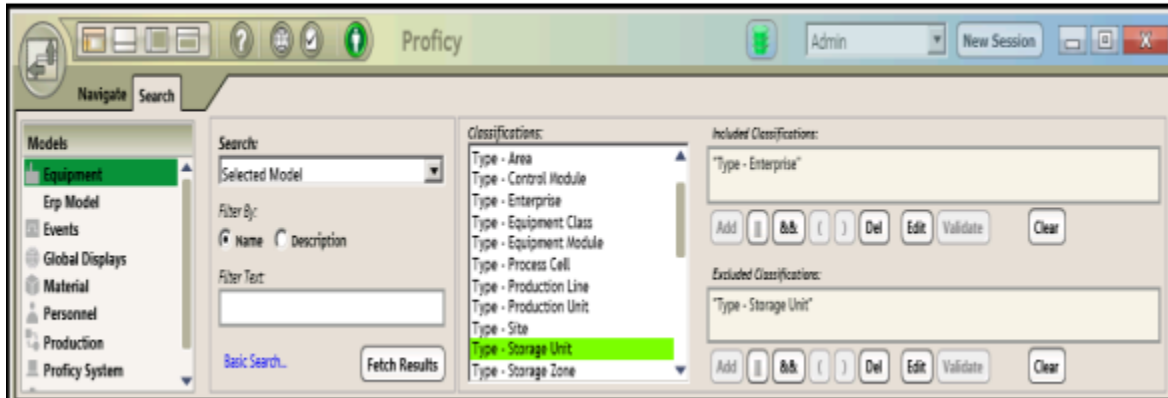 Proficy
Admin
New Session
Navigate
Search
Models
Equipment
Erp Model
Events
Global Displays
Material
Personnel
Production
Proficy System
Search:
Selected Model
Filter By:
Name
Description
Filter Text:
Basic Search...
Fetch Results
Classifications:
Type - Area
Type - Control Module
Type - Enterprise
Type - Equipment Class
Type - Equipment Module
Type - Process Cell
Type - Production Line
Type - Production Unit
Type - Site
Type - Storage Unit
Type - Storage Zone
Included Classifications:
"Type - Enterprise"
Add || && ( ) Del Edit Validate Clear
Excluded Classifications:
"Type - Storage Unit"
Add || && ( ) Del Edit Validate Clear